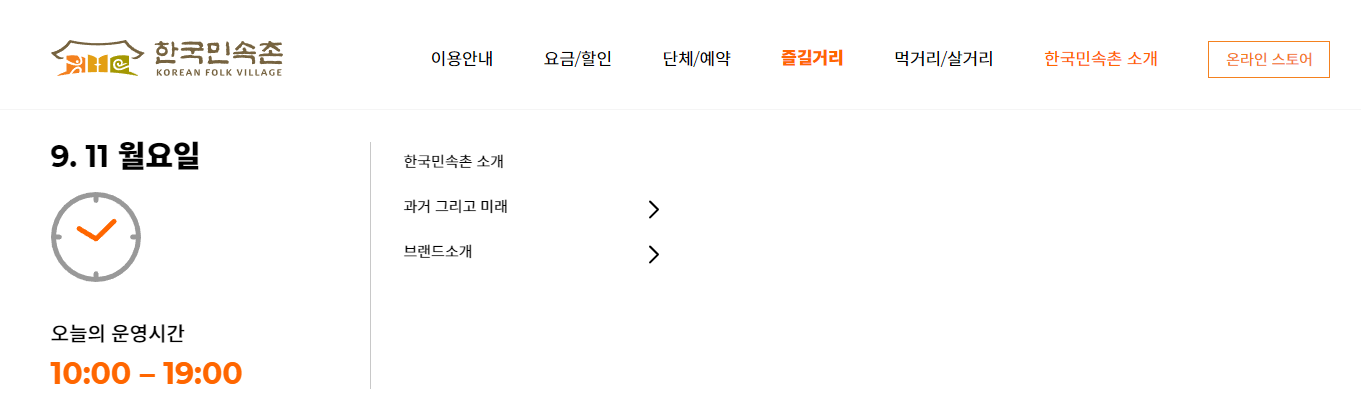 한국민속촌
KOREAN FOLK VILLAGE
이용안내
요금/할인
단체/예약
즐길거리
먹거리/살거리
한국민속촌 소개
온라인 스토어
9. 11 월요일
오늘의 운영시간
10:00 – 19:00
한국민속촌 소개
과거 그리고 미래
브랜드소개